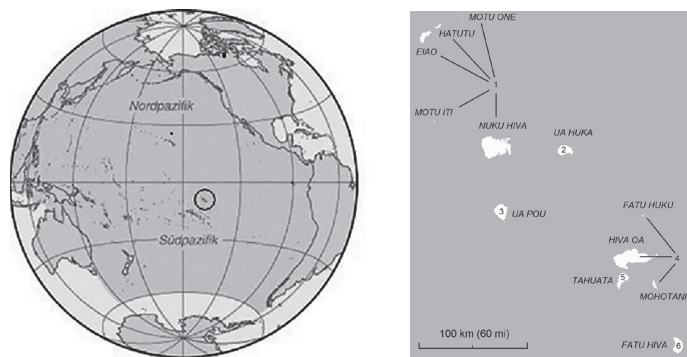 Nordpazifik
Südpazifik
MOTU ONE
HATUTU
EIAO
1
MOTU ITI
NUKU HIVA
UA HUKA
2
3
UA POU
FATU HUKU
HIVA OA
4
5
TAHUATA
MOHOTANI
100 km (60 mi)
FATU HIVA
6